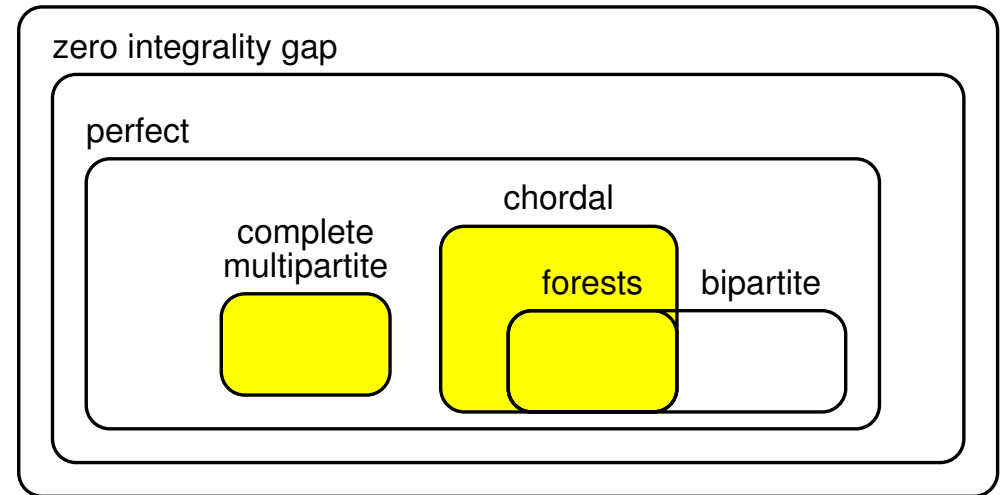 zero integrality gap
perfect
chordal
complete
multipartite
forests
bipartite